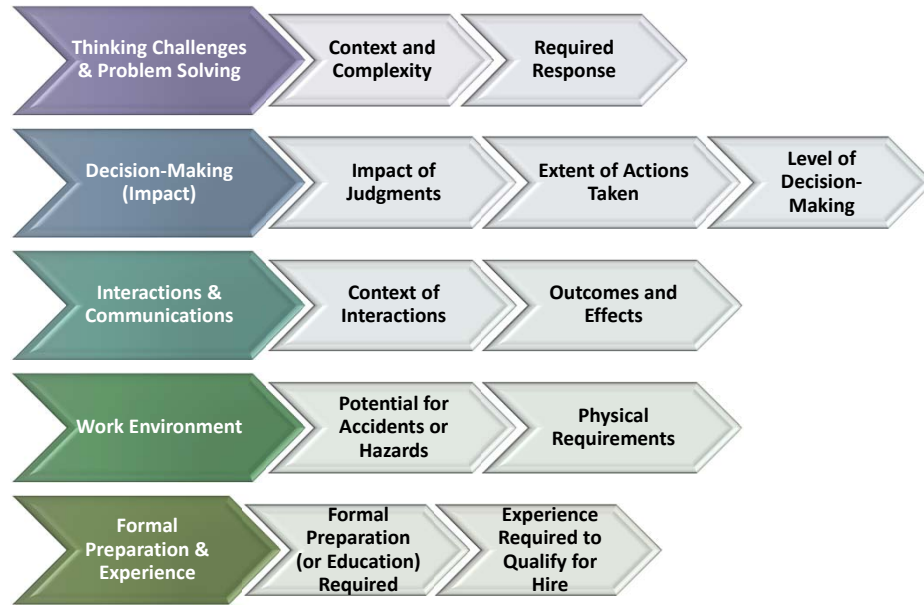 Thinking Challenges
& Problem Solving
Context and
Complexity
Required
Response
Decision-Making
(Impact)
Impact of
Judgments
Extent of Actions
Taken
Level of
Decision-
Making
Interactions &
Communications
Context of
Interactions
Outcomes and
Effects
Work Environment
Potential for
Accidents or
Hazards
Physical
Requirements
Formal
Preparation &
Experience
Formal
Preparation
(or Education)
Required
Experience
Required to
Qualify for
Hire